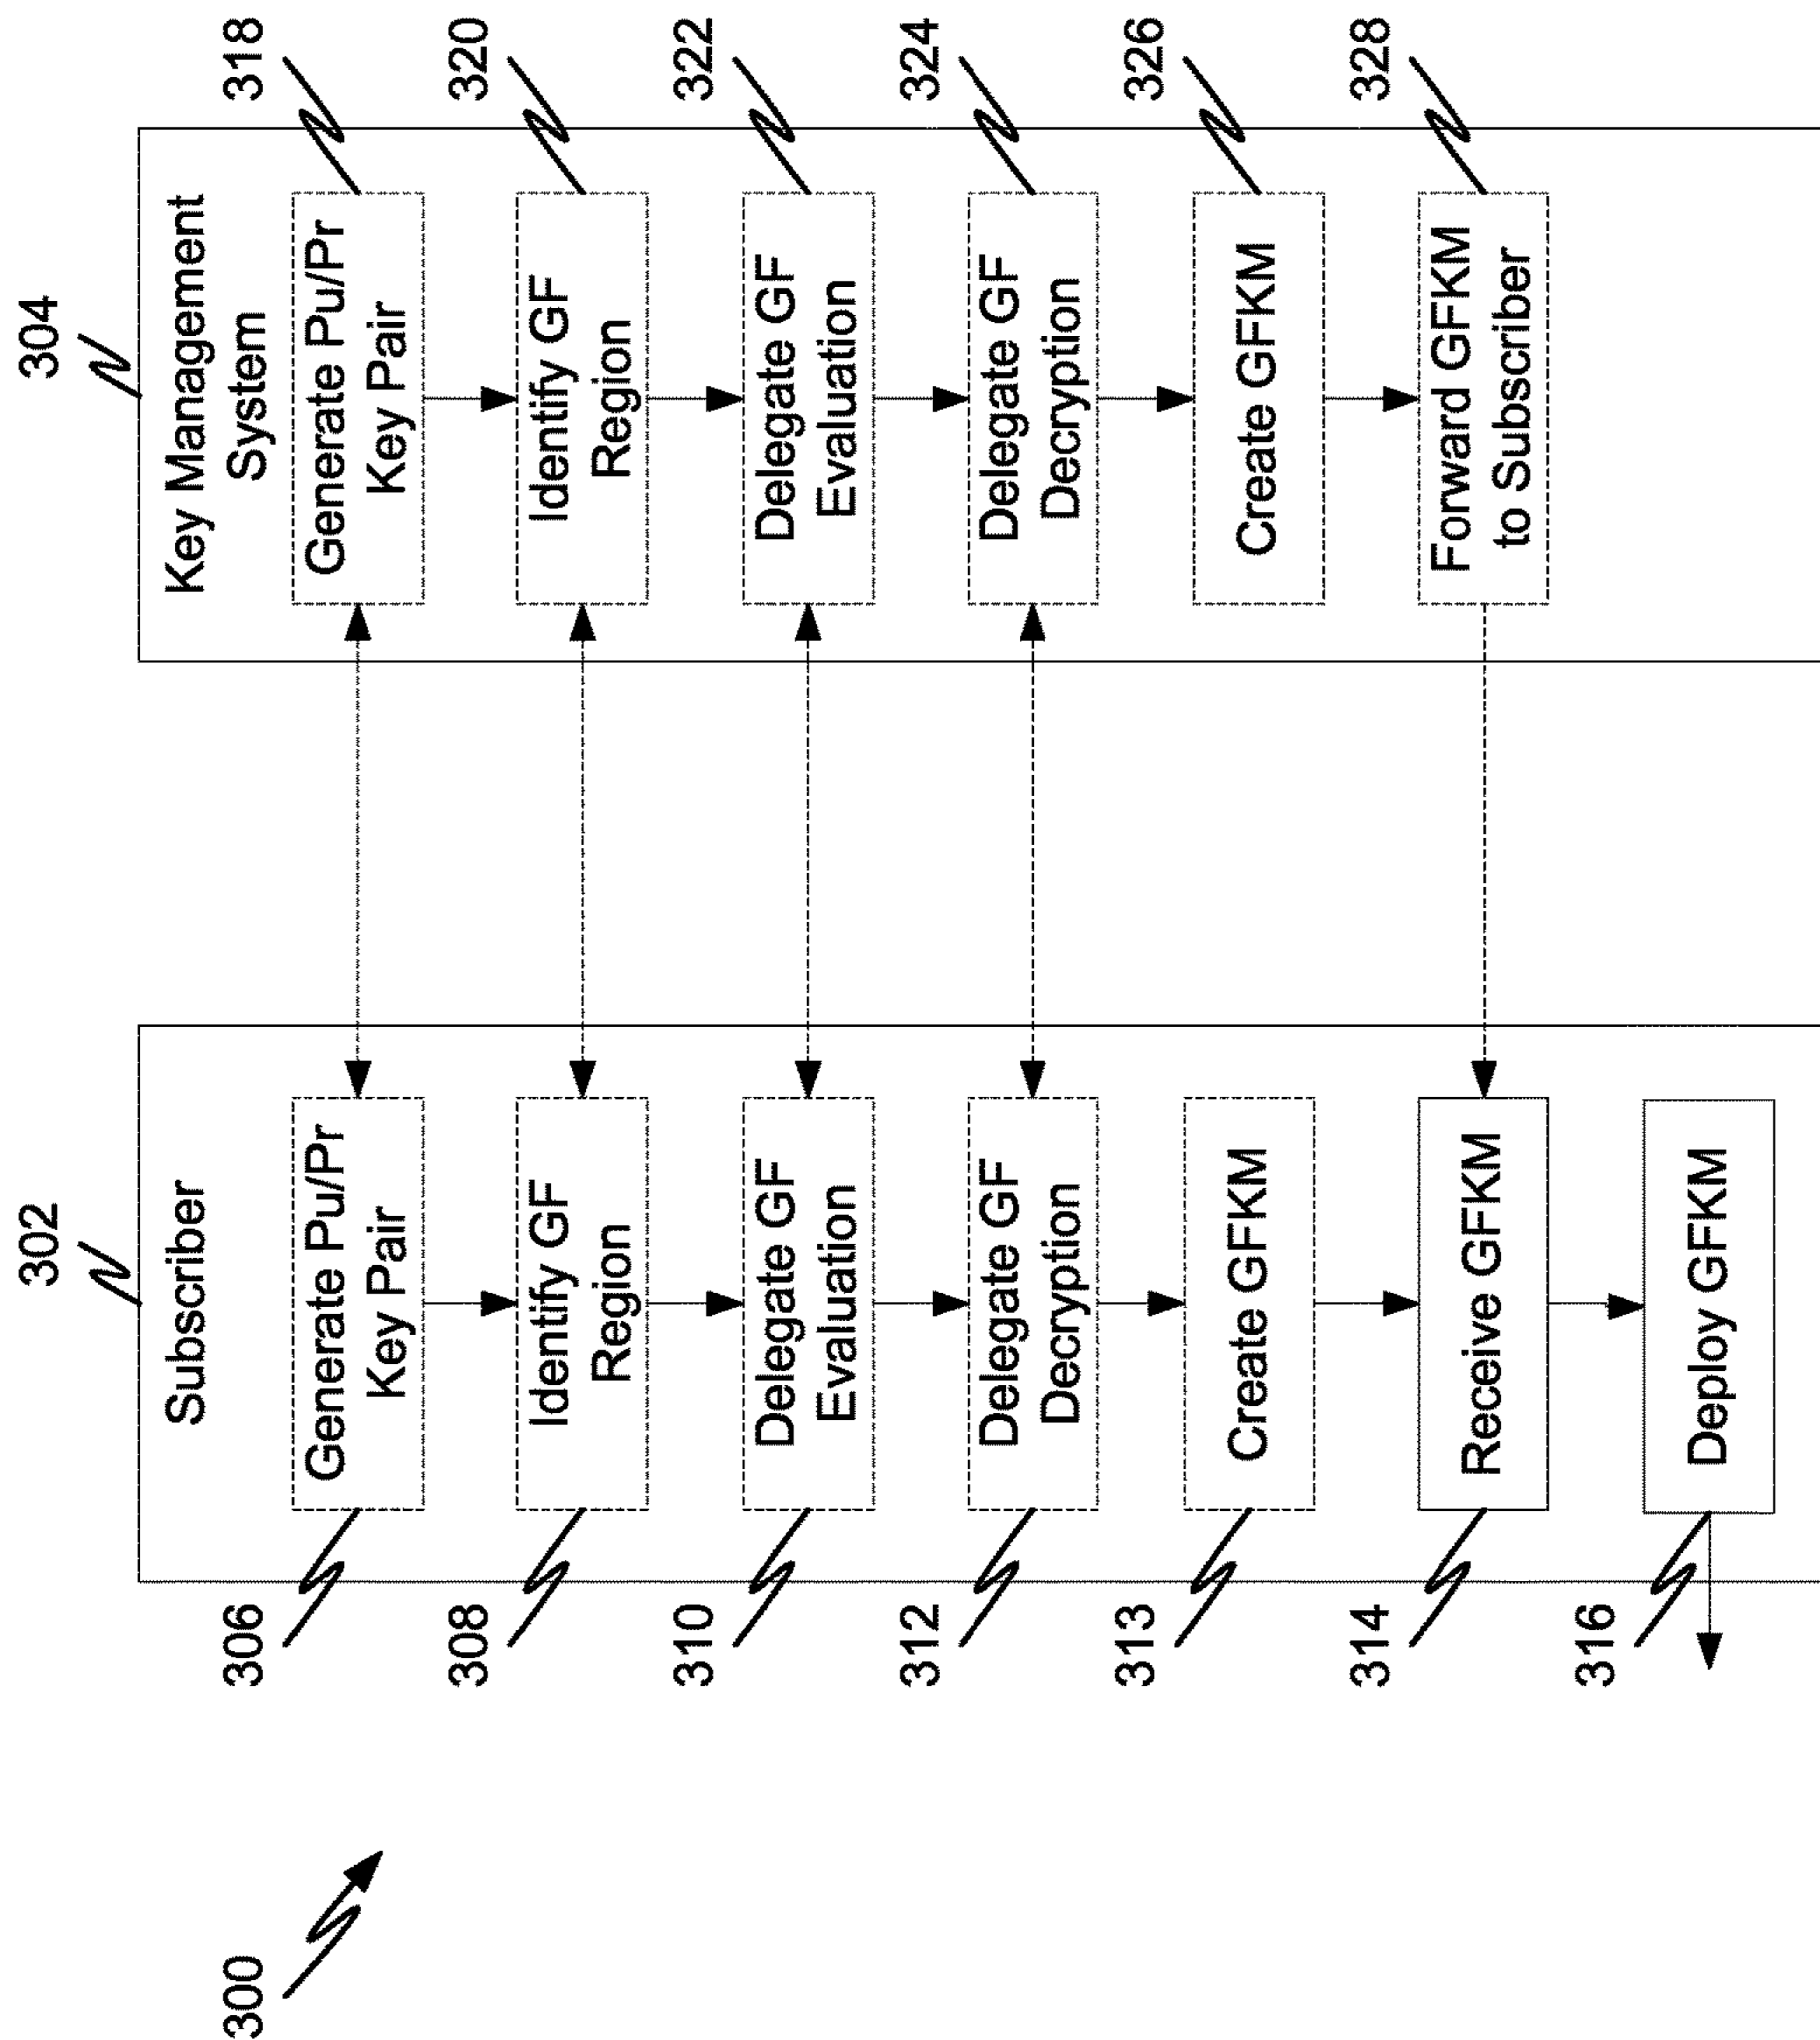 300
302
304
Subscriber
Key Management
System
306
Generate Pu/Pr
Key Pair
Generate Pu/Pr
Key Pair
318
308
Identify GF
Region
Identify GF
Region
320
310
Delegate GF
Evaluation
Delegate GF
Evaluation
322
312
Delegate GF
Decryption
Delegate GF
Decryption
324
313
Create GFKM
Create GFKM
326
314
Receive GFKM
Forward GFKM
to Subscriber
328
316
Deploy GFKM